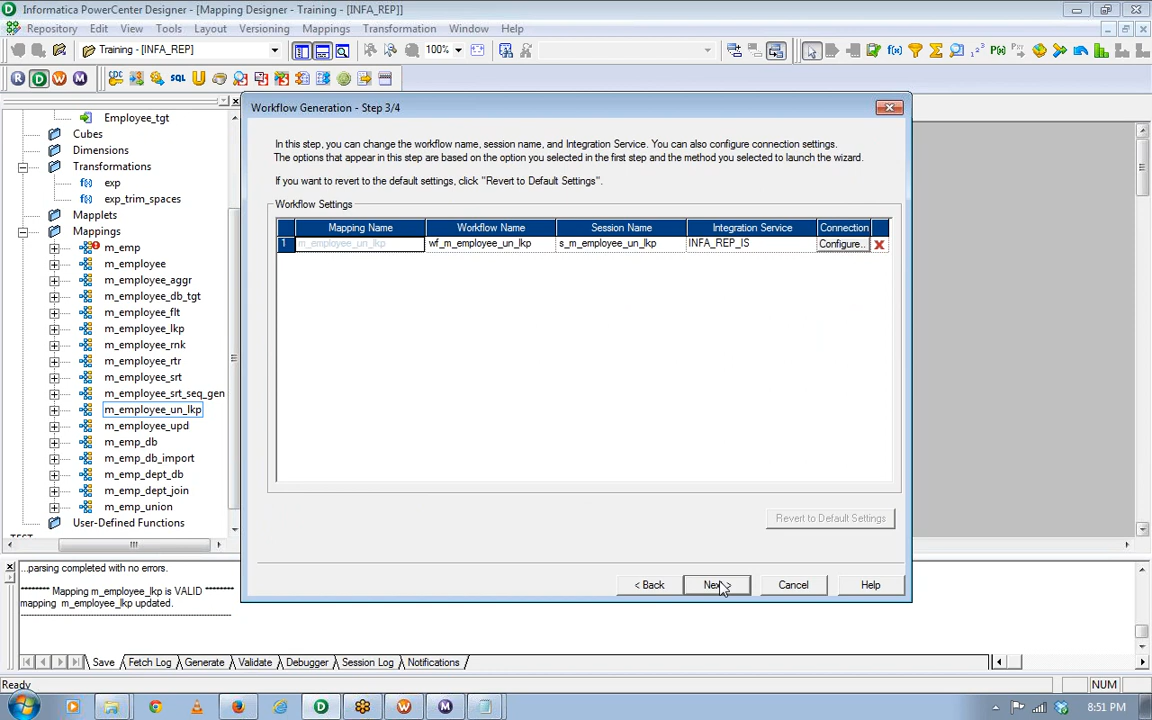 Informatica PowerCenter Designer - [Mapping Designer - Training - [INFA_REP]]
Repository Edit View Tools Layout Versioning Mappings Transformation Window Help
Training - [INFA_REP] 100%
Employee_tgt
Cubes
Dimensions
Transformations
exp
exp_trim_spaces
Mapplets
Mappings
m_emp
m_employee
m_employee_aggr
m_employee_db_tgt
m_employee_flt
m_employee_lkp
m_employee_rnk
m_employee_rtr
m_employee_srt
m_employee_srt_seq_gen
m_employee_un_lkp
m_employee_upd
m_emp_db
m_emp_db_import
m_emp_dept_db
m_emp_dept_join
m_emp_union
User-Defined Functions
Workflow Generation - Step 3/4
In this step, you can change the workflow name, session name, and Integration Service. You can also configure connection settings.
The options that appear in this step are based on the option you selected in the first step and the method you selected to launch the wizard.
If you want to revert to the default settings, click "Revert to Default Settings".
Workflow Settings
Mapping Name Workflow Name Session Name Integration Service Connection
1 m_employee_un_lkp wf_m_employee_un_lkp s_m_employee_un_lkp INFA_REP_IS Configure..
Revert to Default Settings
< Back Next > Cancel Help
...parsing completed with no errors.
******** Mapping m_employee_lkp is VALID ********
mapping m_employee_lkp updated.
Save Fetch Log Generate Validate Debugger Session Log Notifications
Ready NUM
8:51 PM